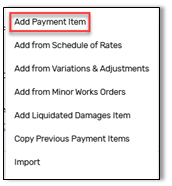 Add Payment Item
Add from Schedule of Rates
Add from Variations & Adjustments
Add from Minor Works Orders
Add Liquidated Damages Item
Copy Previous Payment Items
Import